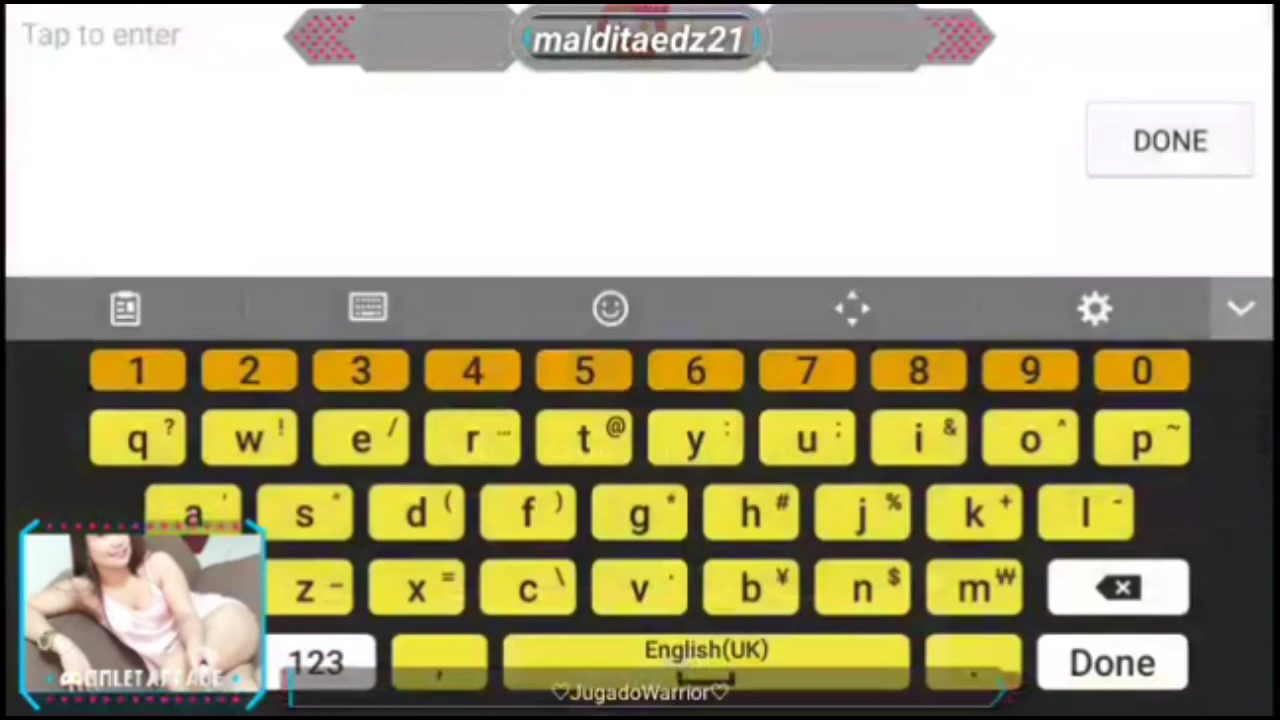 Tap to enter
malditaedz21
DONE
1 2 3 4 5 6 7 8 9 0
q ? w ! e / r ... t @ y : u ; i & o ^ p ~
a ' s " d ( f ) g * h # j % k + l -
z - x = c \ v · b ¥ n $ m ₩
123 , English(UK) . Done
♡JugadoWarrior♡